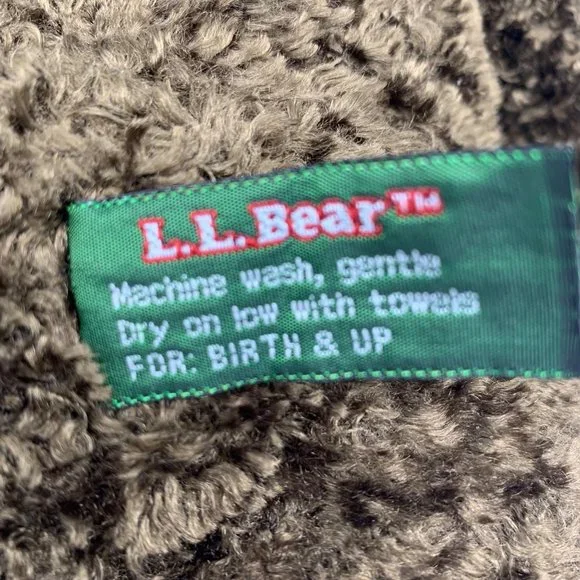 L.L.Bear™
Machine wash, gentle
Dry on low with towels
FOR: BIRTH & UP